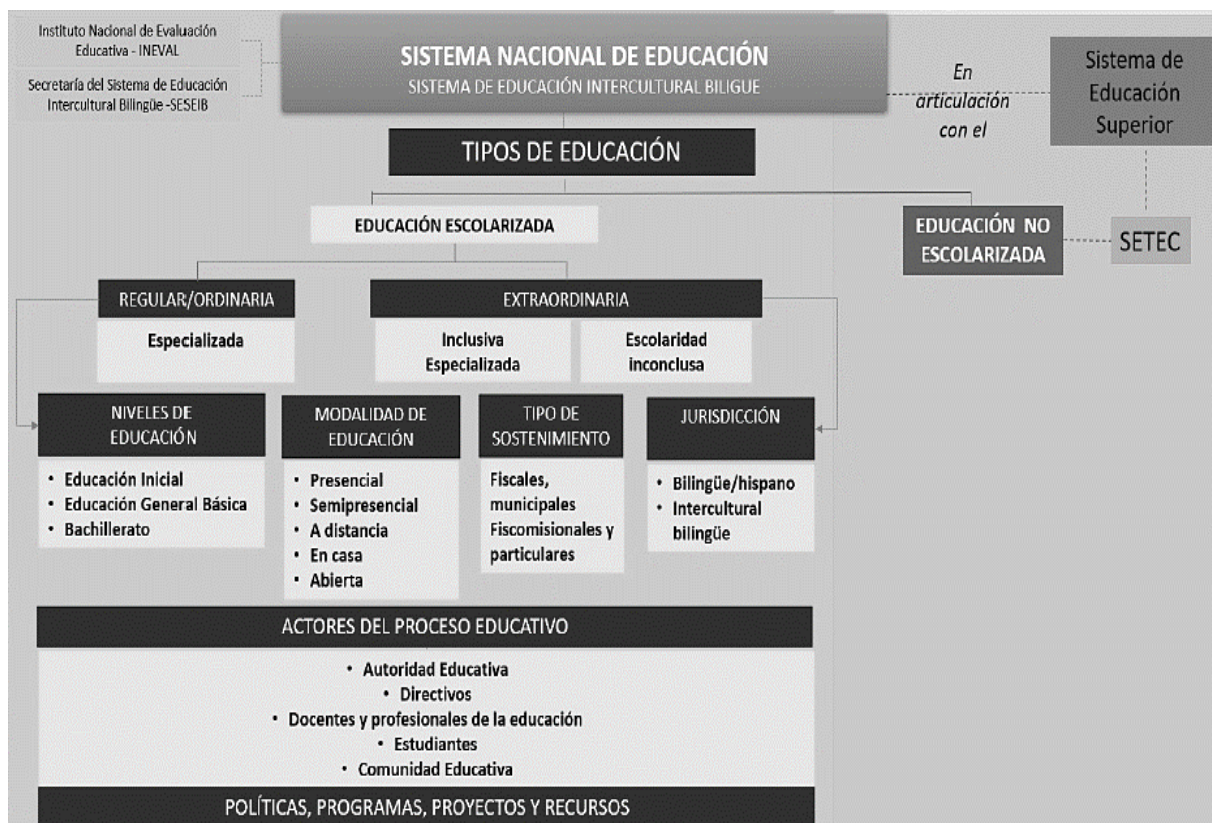 Instituto Nacional de Evaluación
Educativa - INEVAL
Secretaría del Sistema de Educación
Intercultural Bilingüe -SESEIB
SISTEMA NACIONAL DE EDUCACIÓN
SISTEMA DE EDUCACIÓN INTERCULTURAL BILIGUE
En
articulación
con el
Sistema de
Educación
Superior
TIPOS DE EDUCACIÓN
EDUCACIÓN ESCOLARIZADA
EDUCACIÓN NO
ESCOLARIZADA
SETEC
REGULAR/ORDINARIA
Especializada
EXTRAORDINARIA
Inclusiva
Especializada
Escolaridad
inconclusa
NIVELES DE
EDUCACIÓN
• Educación Inicial
• Educación General Básica
• Bachillerato
MODALIDAD DE
EDUCACIÓN
• Presencial
• Semipresencial
• A distancia
• En casa
• Abierta
TIPO DE
SOSTENIMIENTO
Fiscales,
municipales
Fiscomisionales y
particulares
JURISDICCIÓN
• Bilingüe/hispano
• Intercultural
bilingüe
ACTORES DEL PROCESO EDUCATIVO
• Autoridad Educativa
• Directivos
• Docentes y profesionales de la educación
• Estudiantes
• Comunidad Educativa
POLÍTICAS, PROGRAMAS, PROYECTOS Y RECURSOS